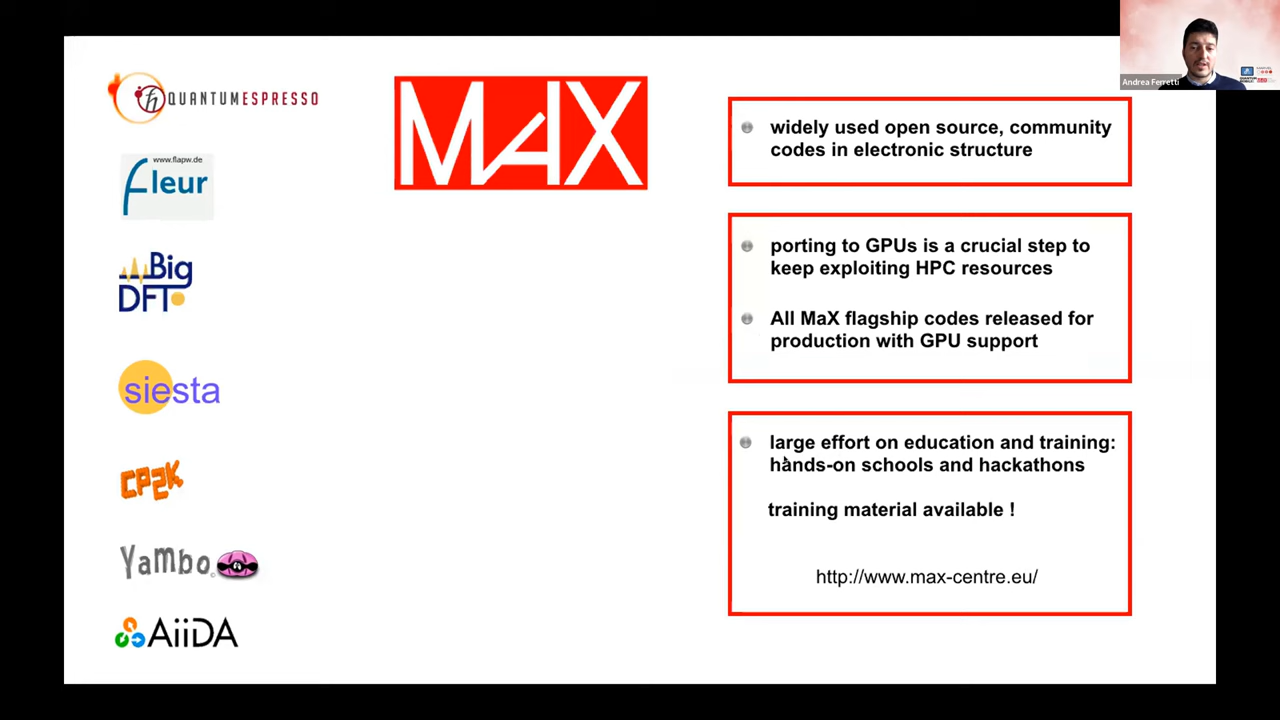 QUANTUMESPRESSO
www.flapw.de
fleur
Big
DFT
siesta
CP2K
Yambo
AiiDA
MAX
widely used open source, community
codes in electronic structure
porting to GPUs is a crucial step to
keep exploiting HPC resources
All MaX flagship codes released for
production with GPU support
large effort on education and training:
hands-on schools and hackathons
training material available !
http://www.max-centre.eu/
Andrea Ferretti